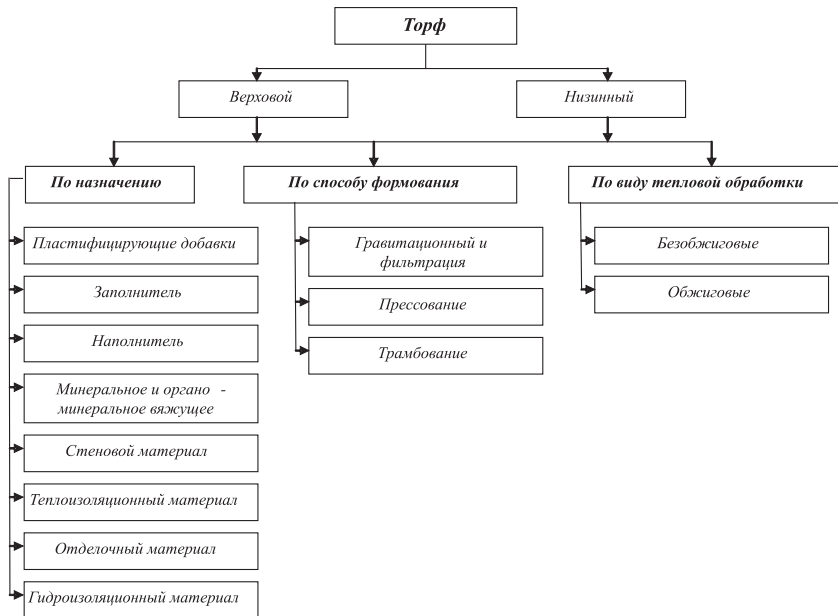 Торф
Верховой
Низинный
По назначению
По способу формования
По виду тепловой обработки
Пластифицирующие добавки
Заполнитель
Наполнитель
Минеральное и органо -
минеральное вяжущее
Стеновой материал
Теплоизоляционный материал
Отделочный материал
Гидроизоляционный материал
Гравитационный и
фильтрация
Прессование
Трамбование
Безобжиговые
Обжиговые